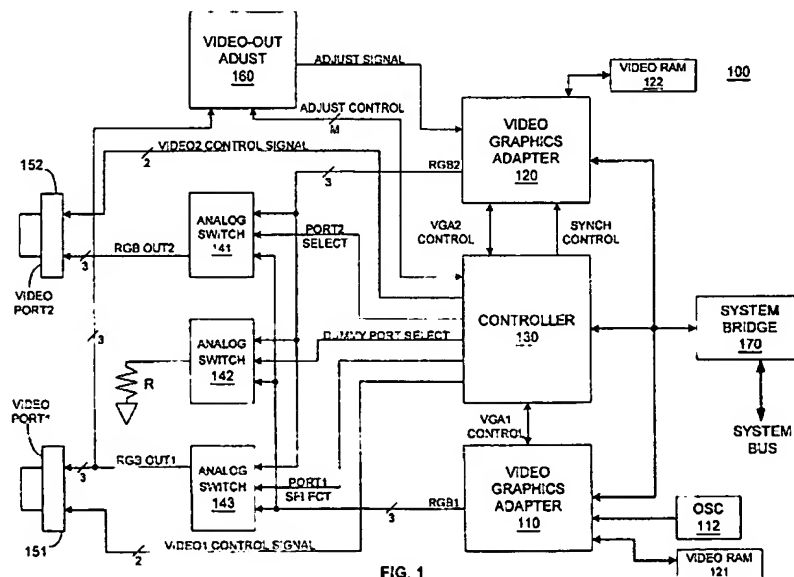 VIDEO-OUT
ADUST
160
ADJUST SIGNAL
VIDEO RAM
122
100
ADJUST CONTROL
M
VIDEO
GRAPHICS
ADAPTER
120
VIDEO2 CONTROL SIGNAL
2
152
RGB2
3
ANALOG
SWITCH
141
PORT2
SELECT
VGA2
CONTROL
SYNCH
CONTROL
RGB OUT2
3
VIDEO
PORT2
CONTROLLER
130
SYSTEM
BRIDGE
170
3
DUMMY PORT SELECT
ANALOG
SWITCH
142
R
VIDEO
PORT1
SYSTEM
BUS
VGA1
CONTROL
RGB OUT1
3
ANALOG
SWITCH
143
PORT1
SELECT
RGB1
3
VIDEO
GRAPHICS
ADAPTER
110
OSC
112
151
2
VIDEO1 CONTROL SIGNAL
VIDEO RAM
121
FIG. 1